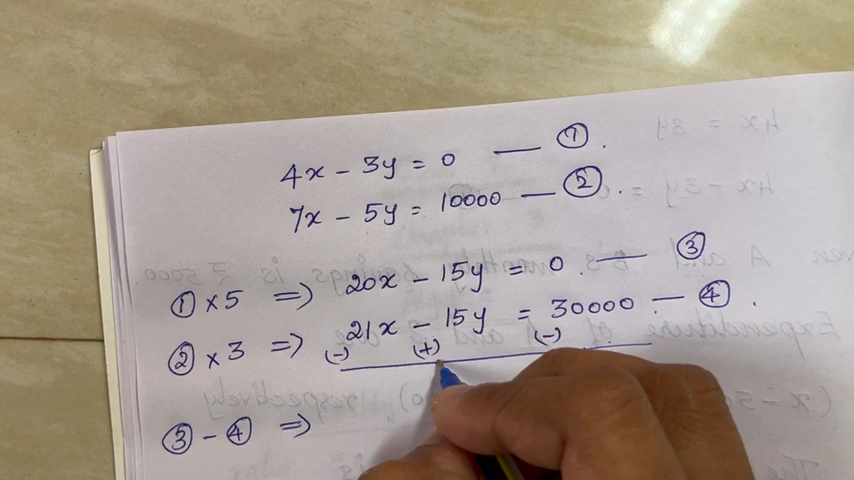 4x - 3y = 0 — ①.
7x - 5y = 10000 — ②.
① × 5 ⇒ 20x - 15y = 0. — ③
② × 3 ⇒ 21x - 15y = 30000 — ④.
(-) (+) (-)
③ - ④ ⇒